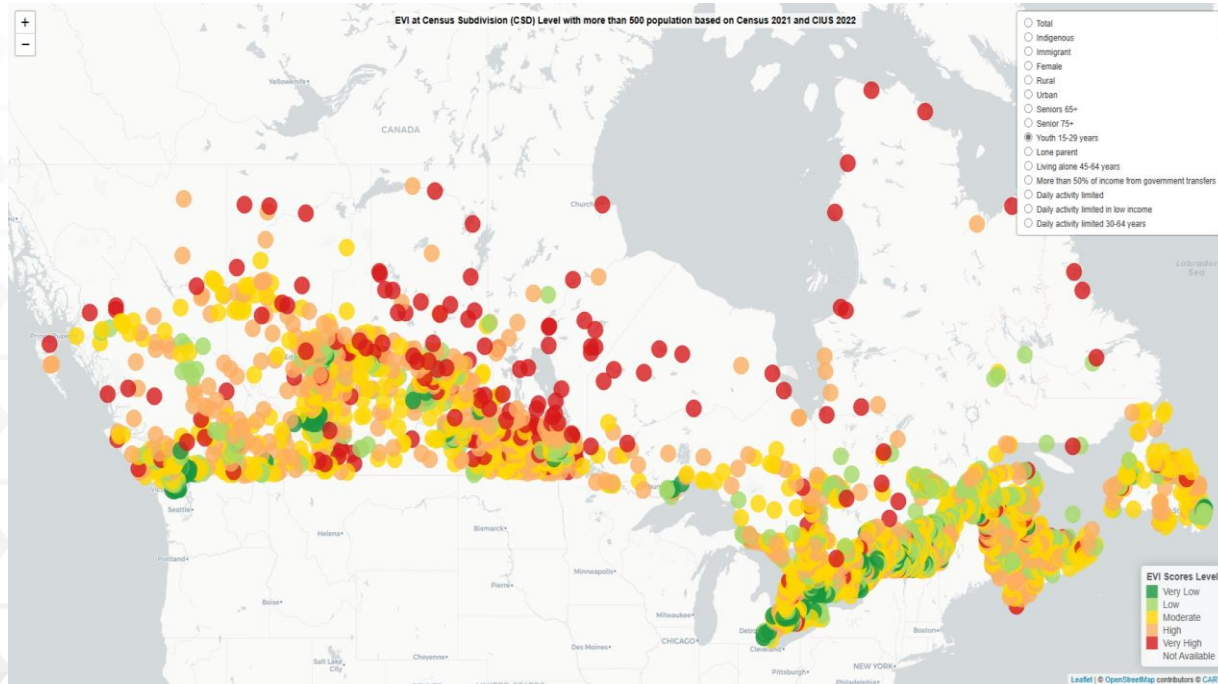 +
−
EVI at Census Subdivision (CSD) Level with more than 500 population based on Census 2021 and CIUS 2022
Total
Indigenous
Immigrant
Female
Rural
Urban
Seniors 65+
Senior 75+
Youth 15-29 years
Lone parent
Living alone 45-64 years
More than 50% of income from government transfers
Daily activity limited
Daily activity limited in low income
Daily activity limited 30-64 years
Yellowknife
CANADA
Labrador
Sea
Seattle
Portland
Helena
Bismarck
Minneapolis
Pierre
Boise
Milwaukee
Cleveland
Boston
CHICAGO
Des Moines
Salt Lake
City
Cheyenne
Pittsburgh
NEW YORK
Philadelphia
EVI Scores Level
Very Low
Low
Moderate
High
Very High
Not Available
Leaflet | © OpenStreetMap contributors © CAR